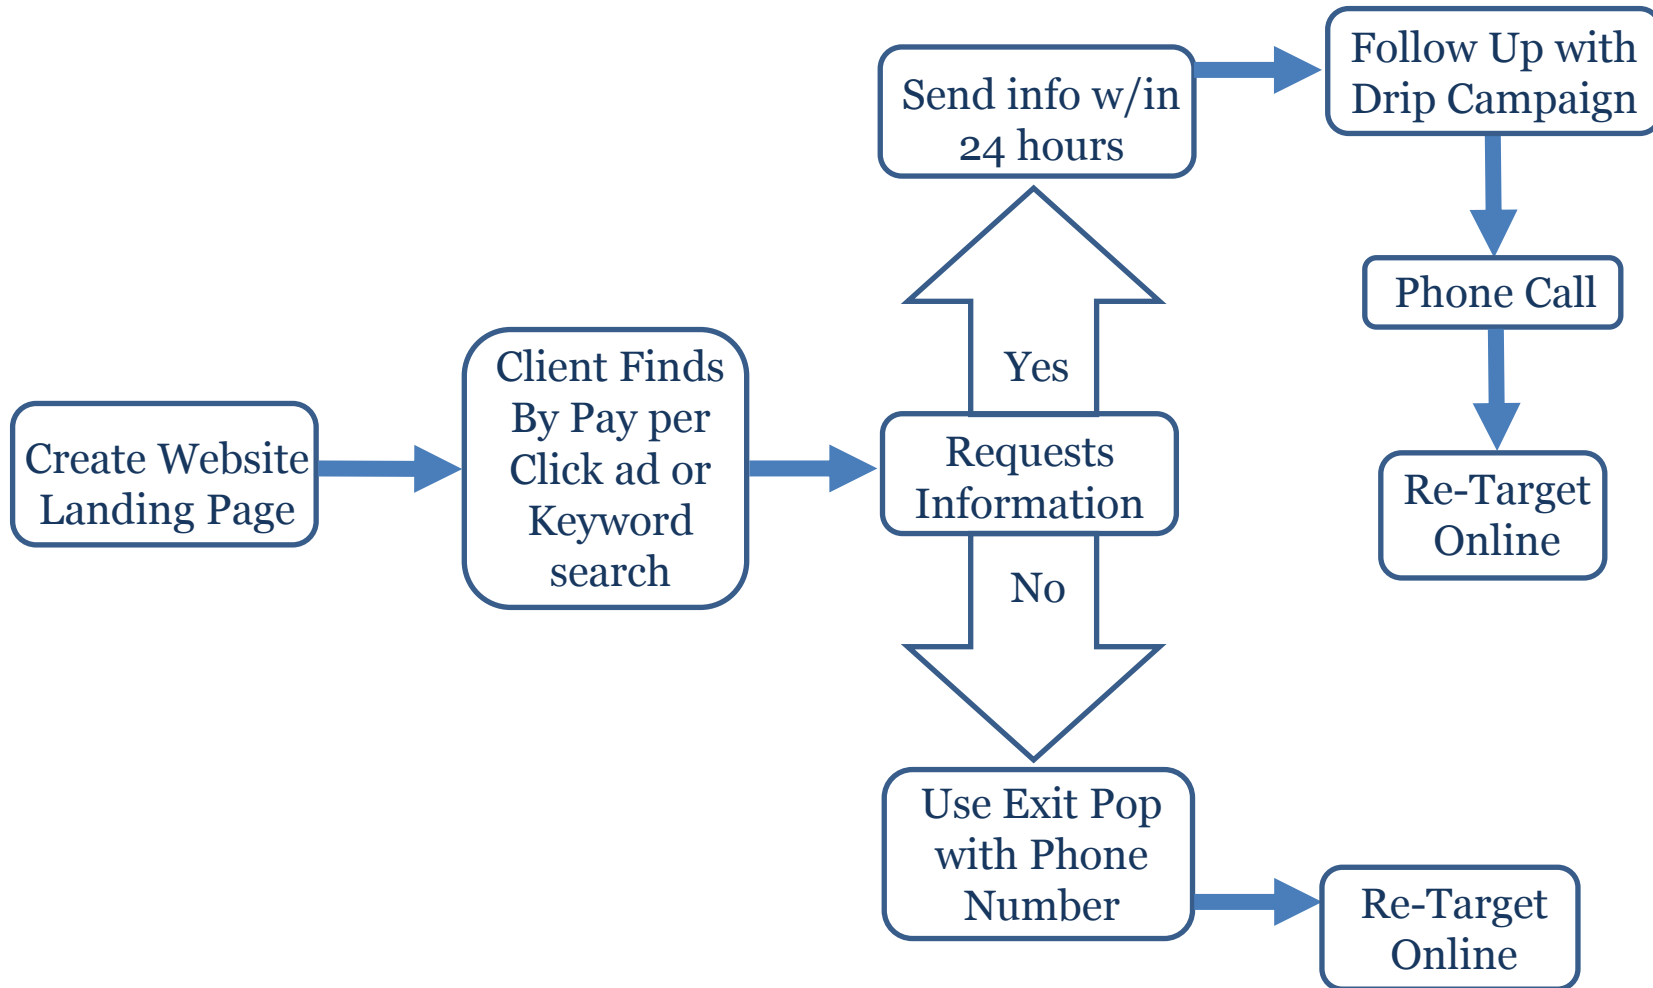 Create Website
Landing Page
Client Finds
By Pay per
Click ad or
Keyword
search
Requests
Information
Yes
Send info w/in
24 hours
Follow Up with
Drip Campaign
Phone Call
Re-Target
Online
No
Use Exit Pop
with Phone
Number
Re-Target
Online